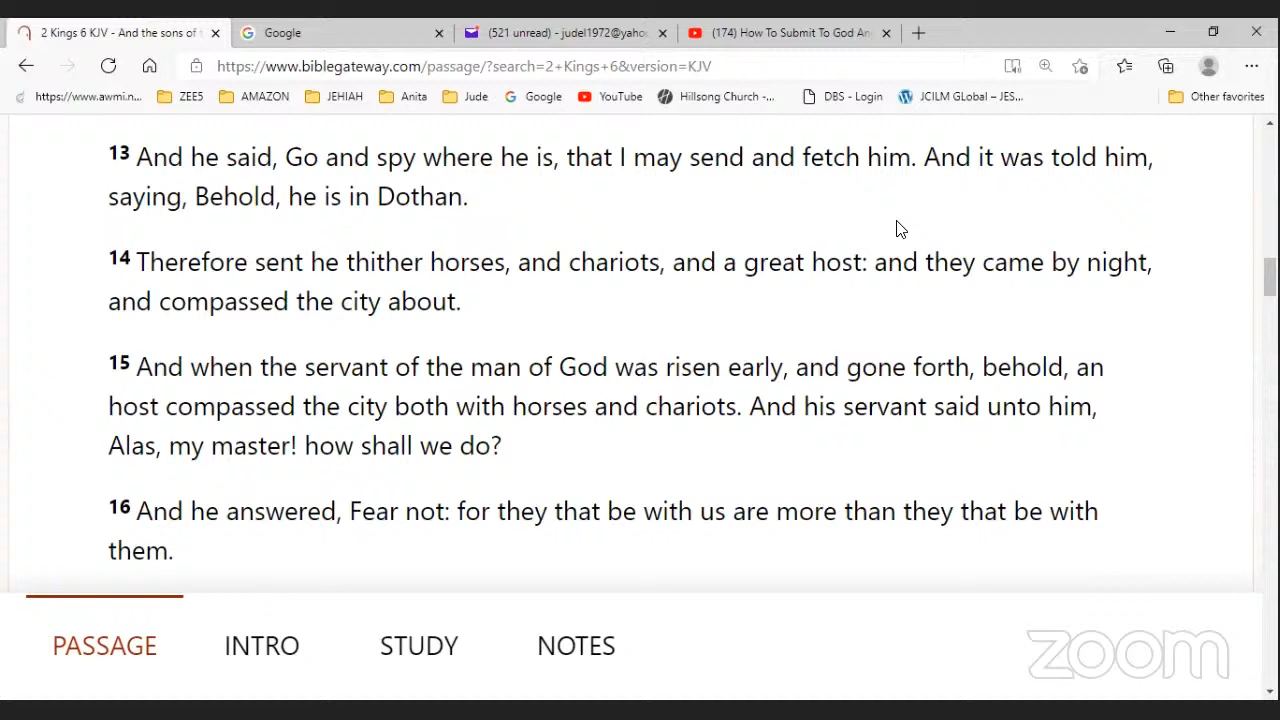 2 Kings 6 KJV - And the sons of
Google
(521 unread) - judel1972@yaho
(174) How To Submit To God An
https://www.biblegateway.com/passage/?search=2+Kings+6&version=KJV
https://www.awmi.n...
ZEE5
AMAZON
JEHIAH
Anita
Jude
Google
YouTube
Hillsong Church -...
DBS - Login
JCILM GLobal – JES...
Other favorites
13 And he said, Go and spy where he is, that I may send and fetch him. And it was told him,
saying, Behold, he is in Dothan.
14 Therefore sent he thither horses, and chariots, and a great host: and they came by night,
and compassed the city about.
15 And when the servant of the man of God was risen early, and gone forth, behold, an
host compassed the city both with horses and chariots. And his servant said unto him,
Alas, my master! how shall we do?
16 And he answered, Fear not: for they that be with us are more than they that be with
them.
PASSAGE
INTRO
STUDY
NOTES
zoom